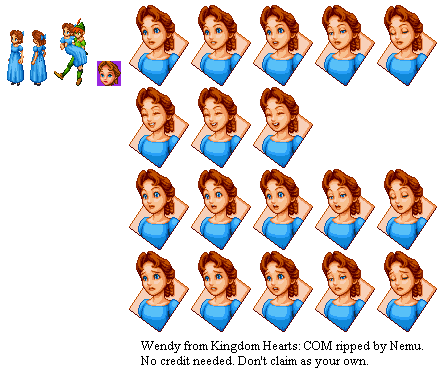 Wendy from Kingdom Hearts: COM ripped by Nemu.
No credit needed. Don't claim as your own.